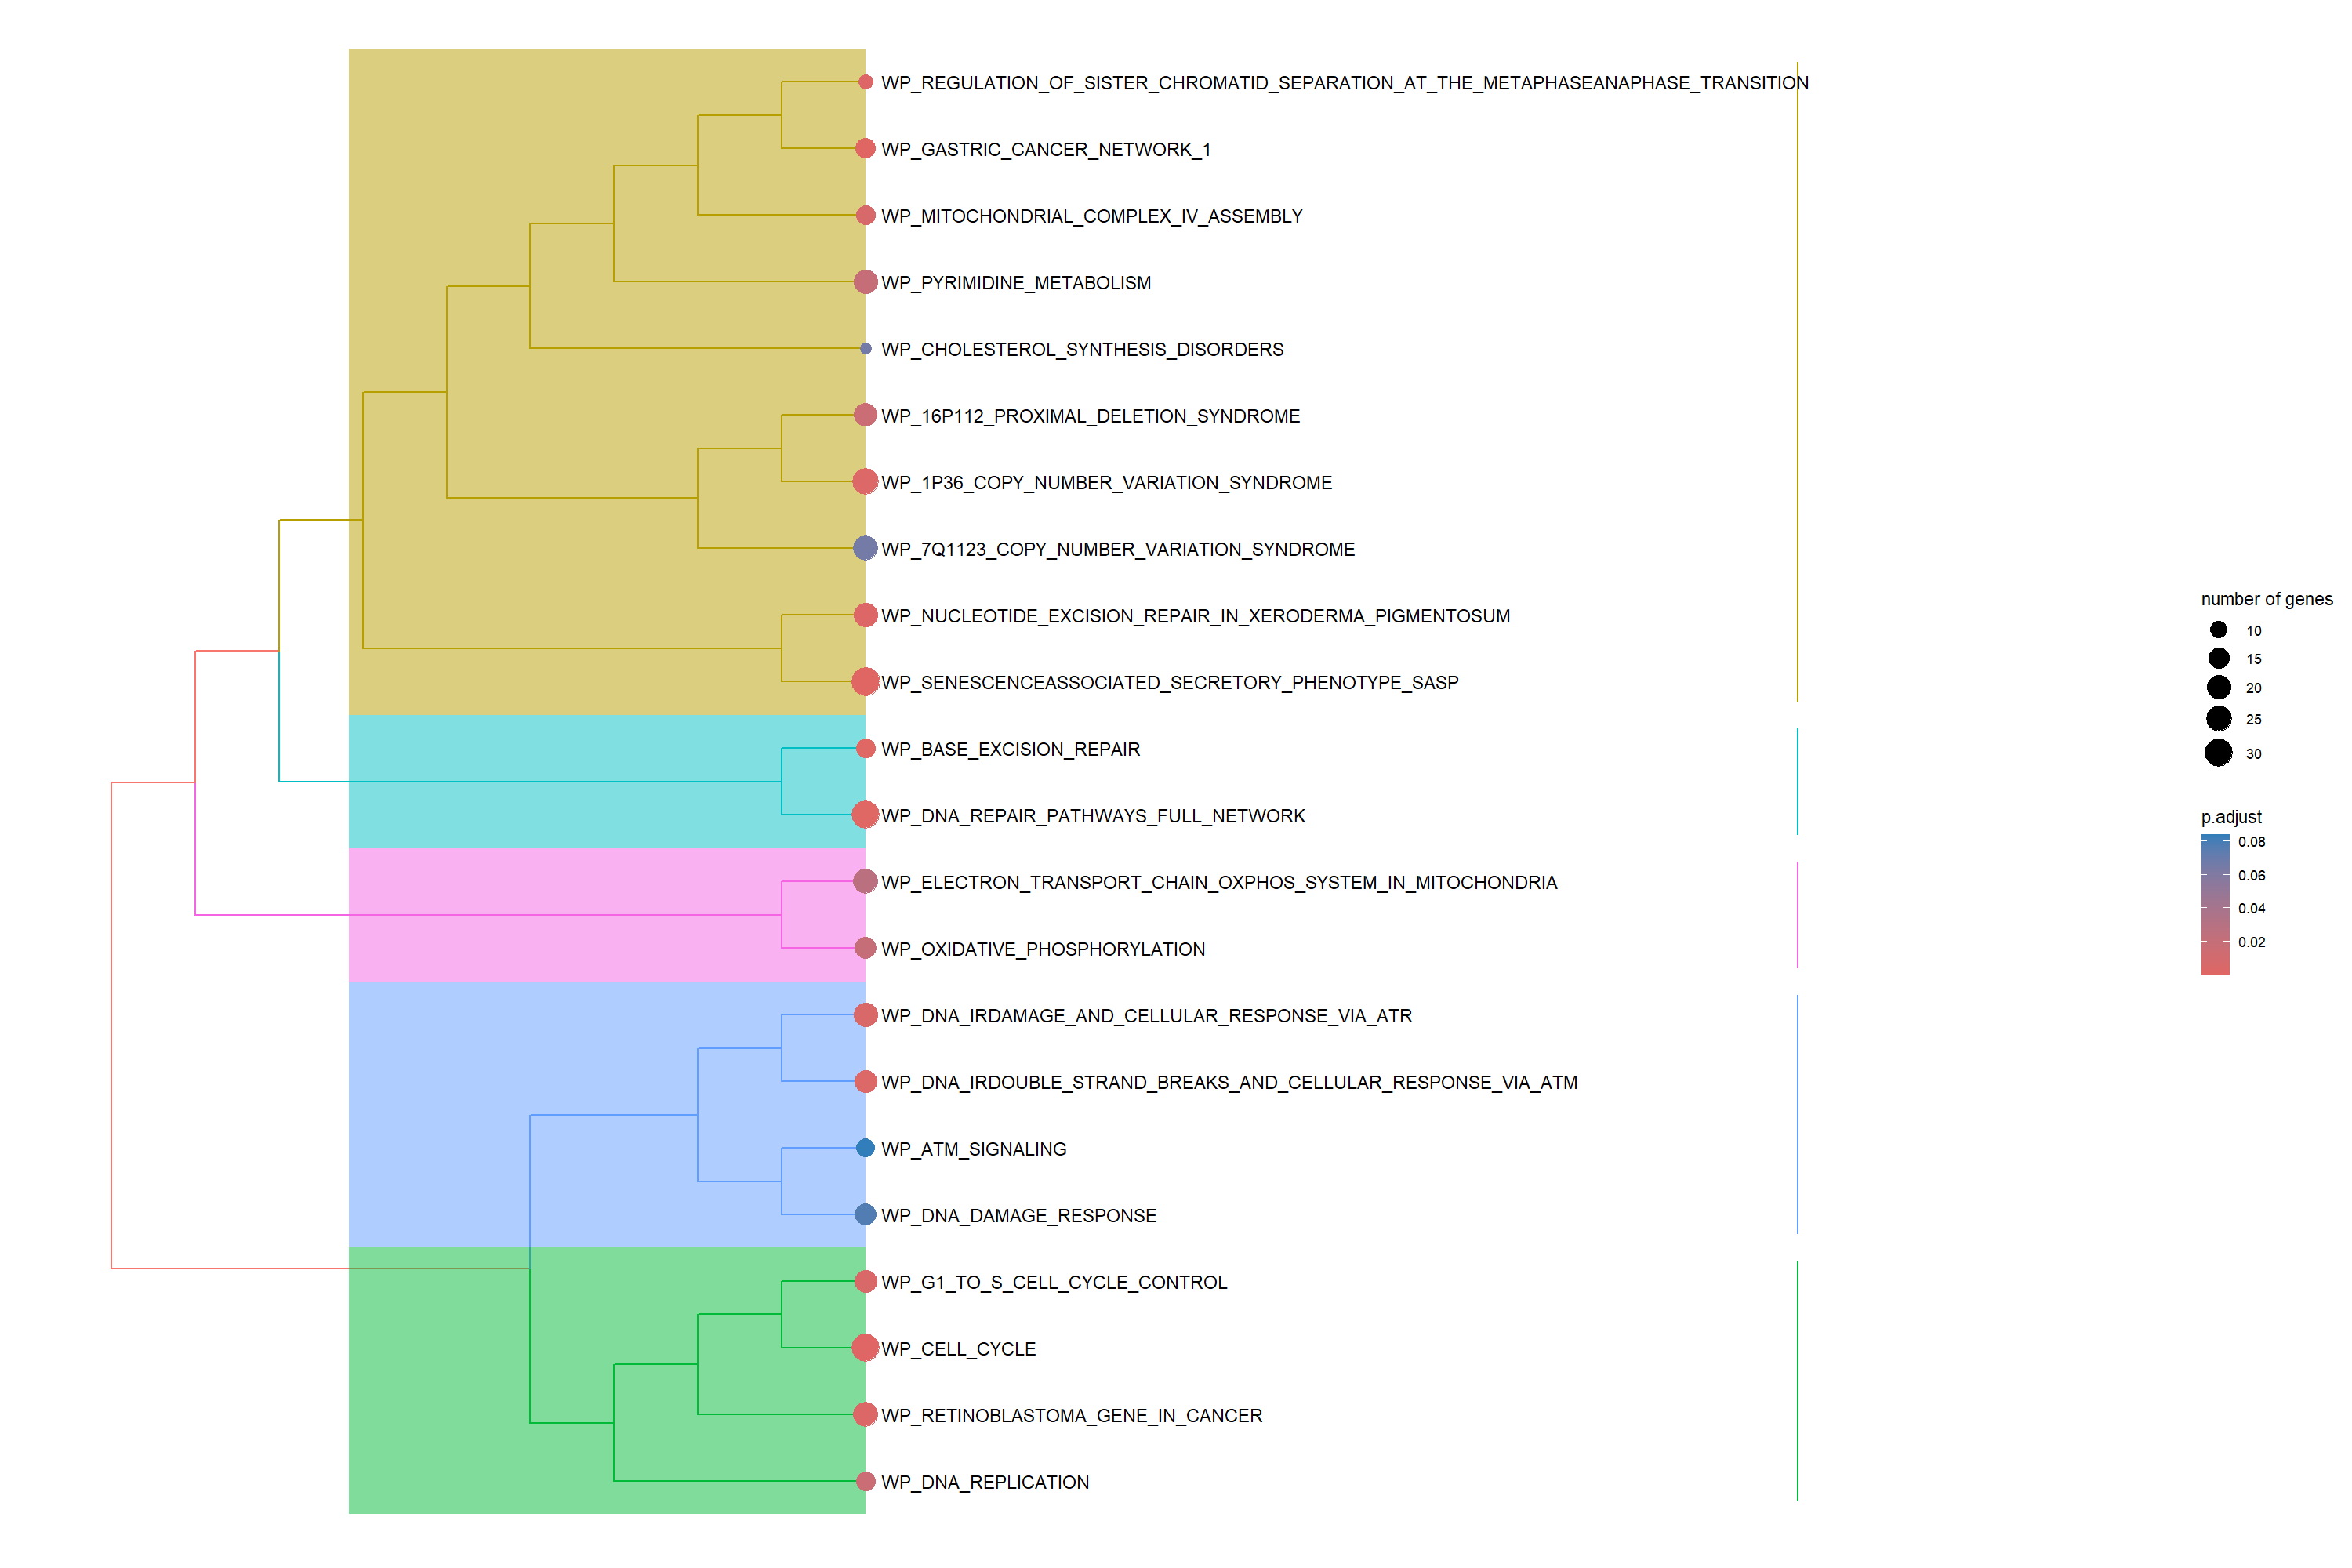 WP_REGULATION_OF_SISTER_CHROMATID_SEPARATION_AT_THE_METAPHASEANAPHASE_TRANSITION
WP_GASTRIC_CANCER_NETWORK_1
WP_MITOCHONDRIAL_COMPLEX_IV_ASSEMBLY
WP_PYRIMIDINE_METABOLISM
WP_CHOLESTEROL_SYNTHESIS_DISORDERS
WP_16P112_PROXIMAL_DELETION_SYNDROME
WP_1P36_COPY_NUMBER_VARIATION_SYNDROME
WP_7Q1123_COPY_NUMBER_VARIATION_SYNDROME
WP_NUCLEOTIDE_EXCISION_REPAIR_IN_XERODERMA_PIGMENTOSUM
WP_SENESCENCEASSOCIATED_SECRETORY_PHENOTYPE_SASP
WP_BASE_EXCISION_REPAIR
WP_DNA_REPAIR_PATHWAYS_FULL_NETWORK
WP_ELECTRON_TRANSPORT_CHAIN_OXPHOS_SYSTEM_IN_MITOCHONDRIA
WP_OXIDATIVE_PHOSPHORYLATION
WP_DNA_IRDAMAGE_AND_CELLULAR_RESPONSE_VIA_ATR
WP_DNA_IRDOUBLE_STRAND_BREAKS_AND_CELLULAR_RESPONSE_VIA_ATM
WP_ATM_SIGNALING
WP_DNA_DAMAGE_RESPONSE
WP_G1_TO_S_CELL_CYCLE_CONTROL
WP_CELL_CYCLE
WP_RETINOBLASTOMA_GENE_IN_CANCER
WP_DNA_REPLICATION
number of genes
10
15
20
25
30
p.adjust
0.08
0.06
0.04
0.02